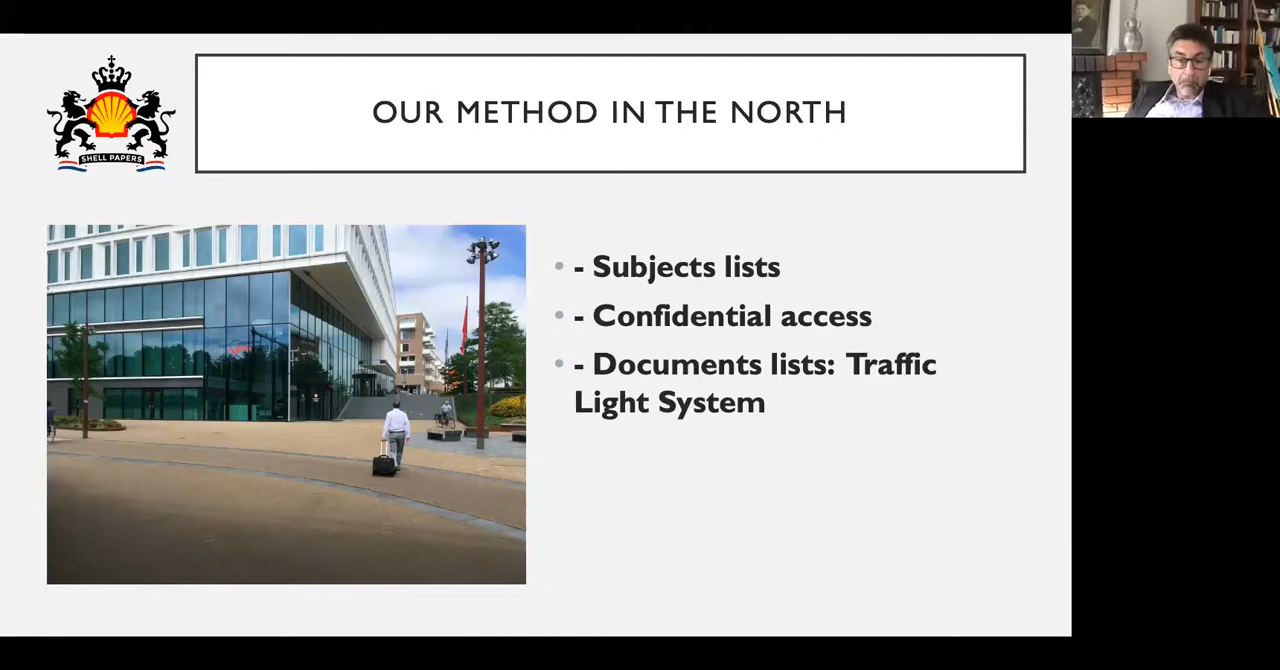 OUR METHOD IN THE NORTH
SHELL PAPERS
- Subjects lists
- Confidential access
- Documents lists: Traffic
Light System